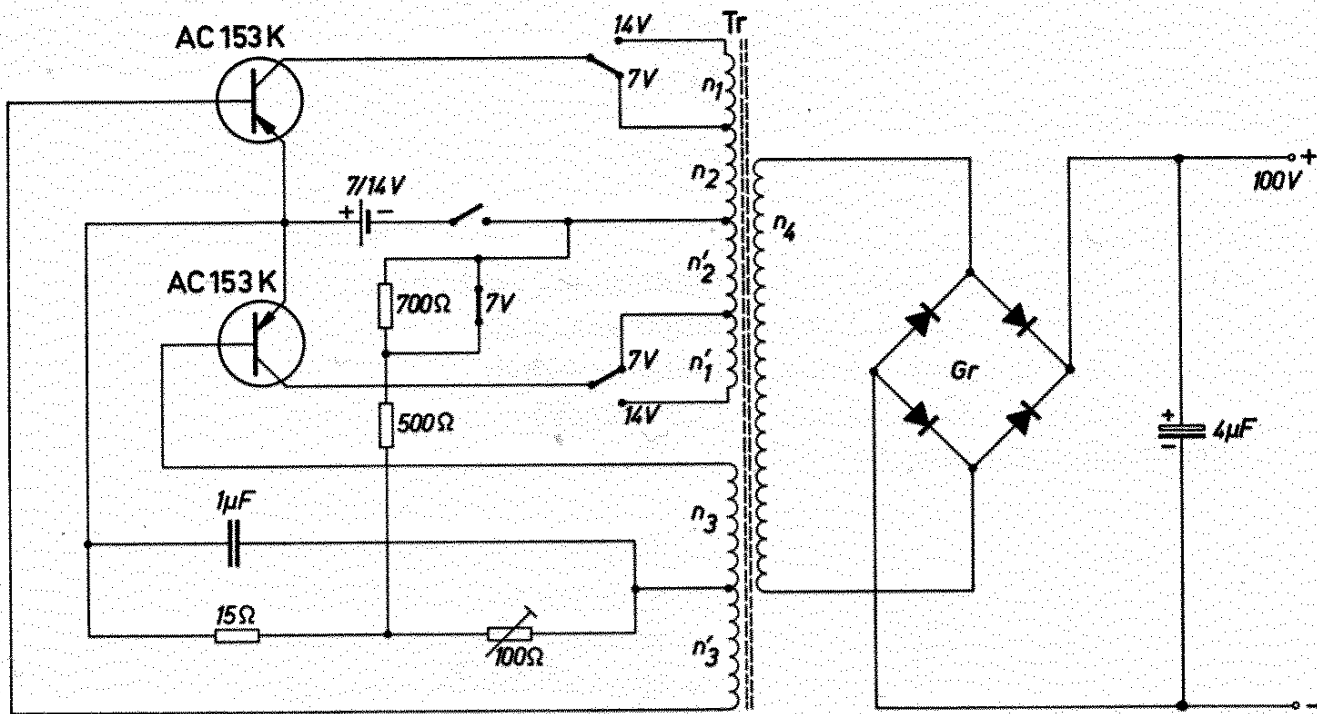 AC 153 K
14V
Tr
7V
n1
n2
7/14V
+ −
100V
+
n4
AC 153 K
n'2
700Ω
7V
7V
n'1
Gr
14V
500Ω
+
−
4μF
1μF
n3
15Ω
100Ω
n'3
−